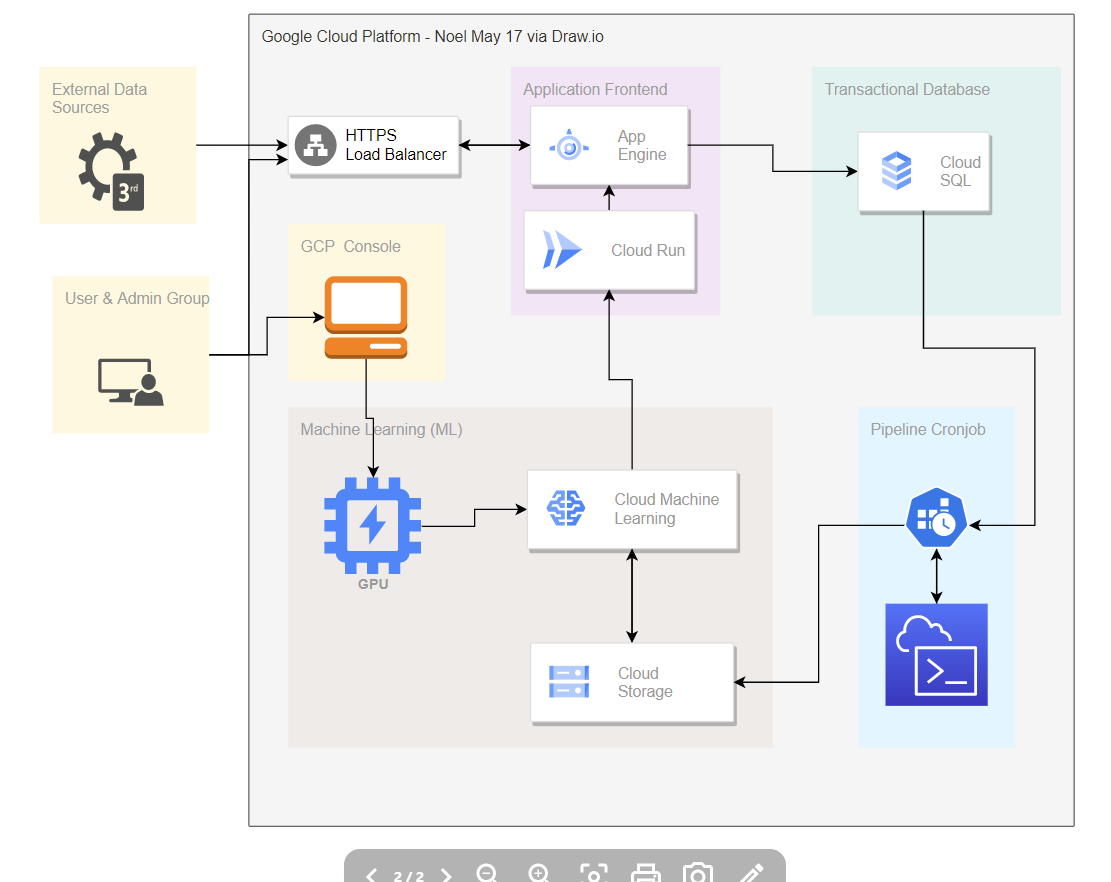 Google Cloud Platform - Noel May 17 via Draw.io
External Data
Sources
3rd
User & Admin Group
HTTPS
Load Balancer
GCP  Console
Application Frontend
App
Engine
Cloud Run
Transactional Database
Cloud
SQL
Machine Learning (ML)
GPU
Cloud Machine
Learning
Cloud
Storage
Pipeline Cronjob
2 / 2